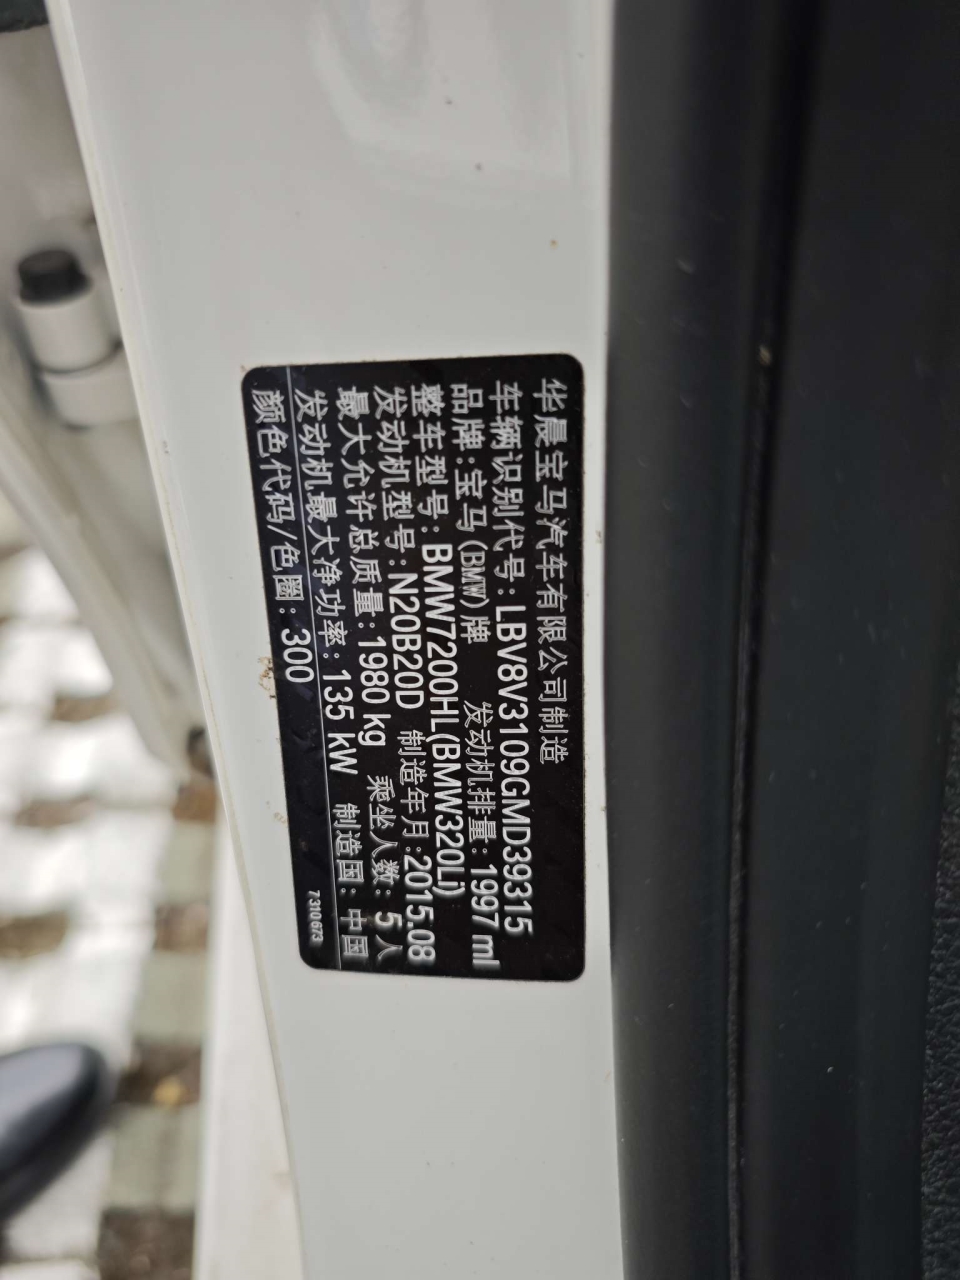 华晨宝马汽车有限公司制造
车辆识别代号:LBV8V3109GMD39315
品牌:宝马(BMW)牌 发动机排量:1997 ml
整车型号:BMW7200HL(BMW320Li)
发动机型号:N20B20D 制造年月:2015.08
最大允许总质量:1980 kg 乘坐人数:5 人
发动机最大净功率:135 kW 制造国:中国
颜色代码/色圈:300 7310673